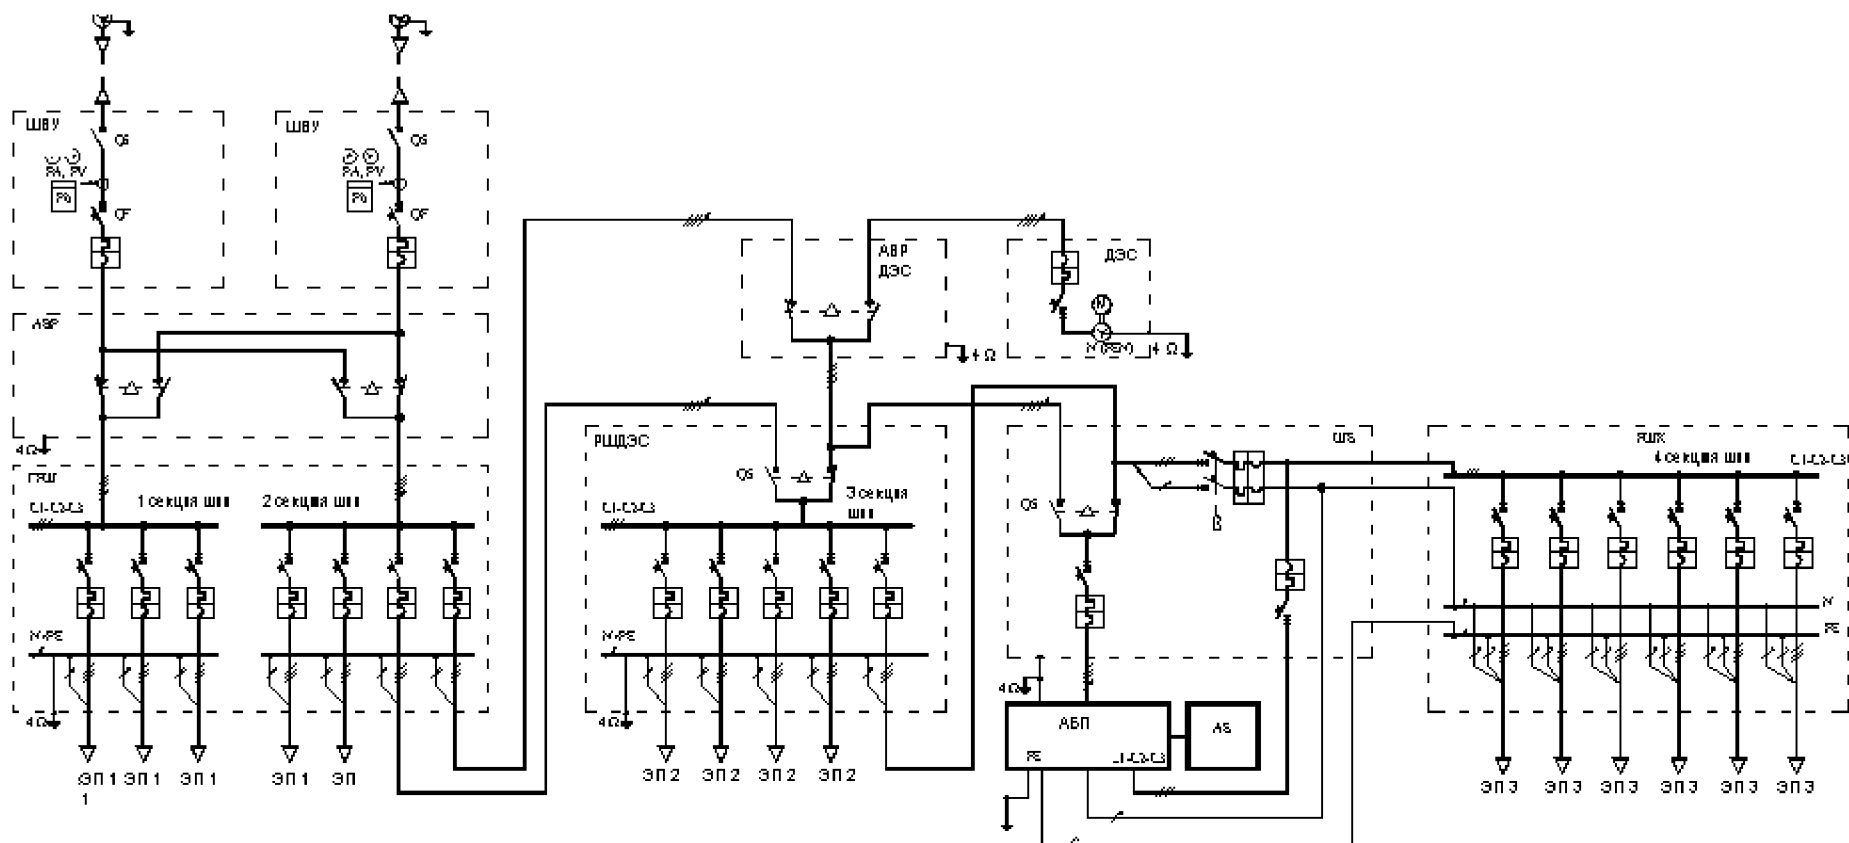 ШВУ
ШВУ
QS
QS
PA, PV
PA, PV
QF
QF
АВР
ДЭС
ДЭС
АВР
N (PEN)
4 Ω
4 Ω
4 Ω
РЩДЭС
ГРЩ
1 секция шин
2 секция шин
3 секция
шин
4 секция шин
L1-L2-L3
L1-L2-L3
L1-L2-L3
QS
QS
N
PE
N-PE
N-PE
4 Ω
4 Ω
4 Ω
АБП
АБ
PE
L1-L2-L3
ЭП 1
1
ЭП 1
ЭП 1
ЭП 1
ЭП
ЭП 2
ЭП 2
ЭП 2
ЭП 2
ЭП 3
ЭП 3
ЭП 3
ЭП 3
ЭП 3
ЭП 3